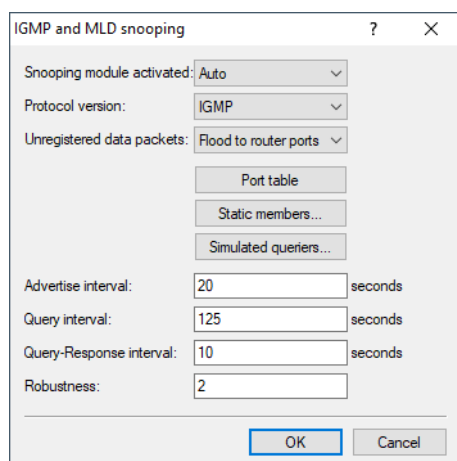 IGMP and MLD snooping ?
Snooping module activated: Auto
Protocol version: IGMP
Unregistered data packets: Flood to router ports
Port table
Static members...
Simulated queriers...
Advertise interval: 20 seconds
Query interval: 125 seconds
Query-Response interval: 10 seconds
Robustness: 2
OK Cancel